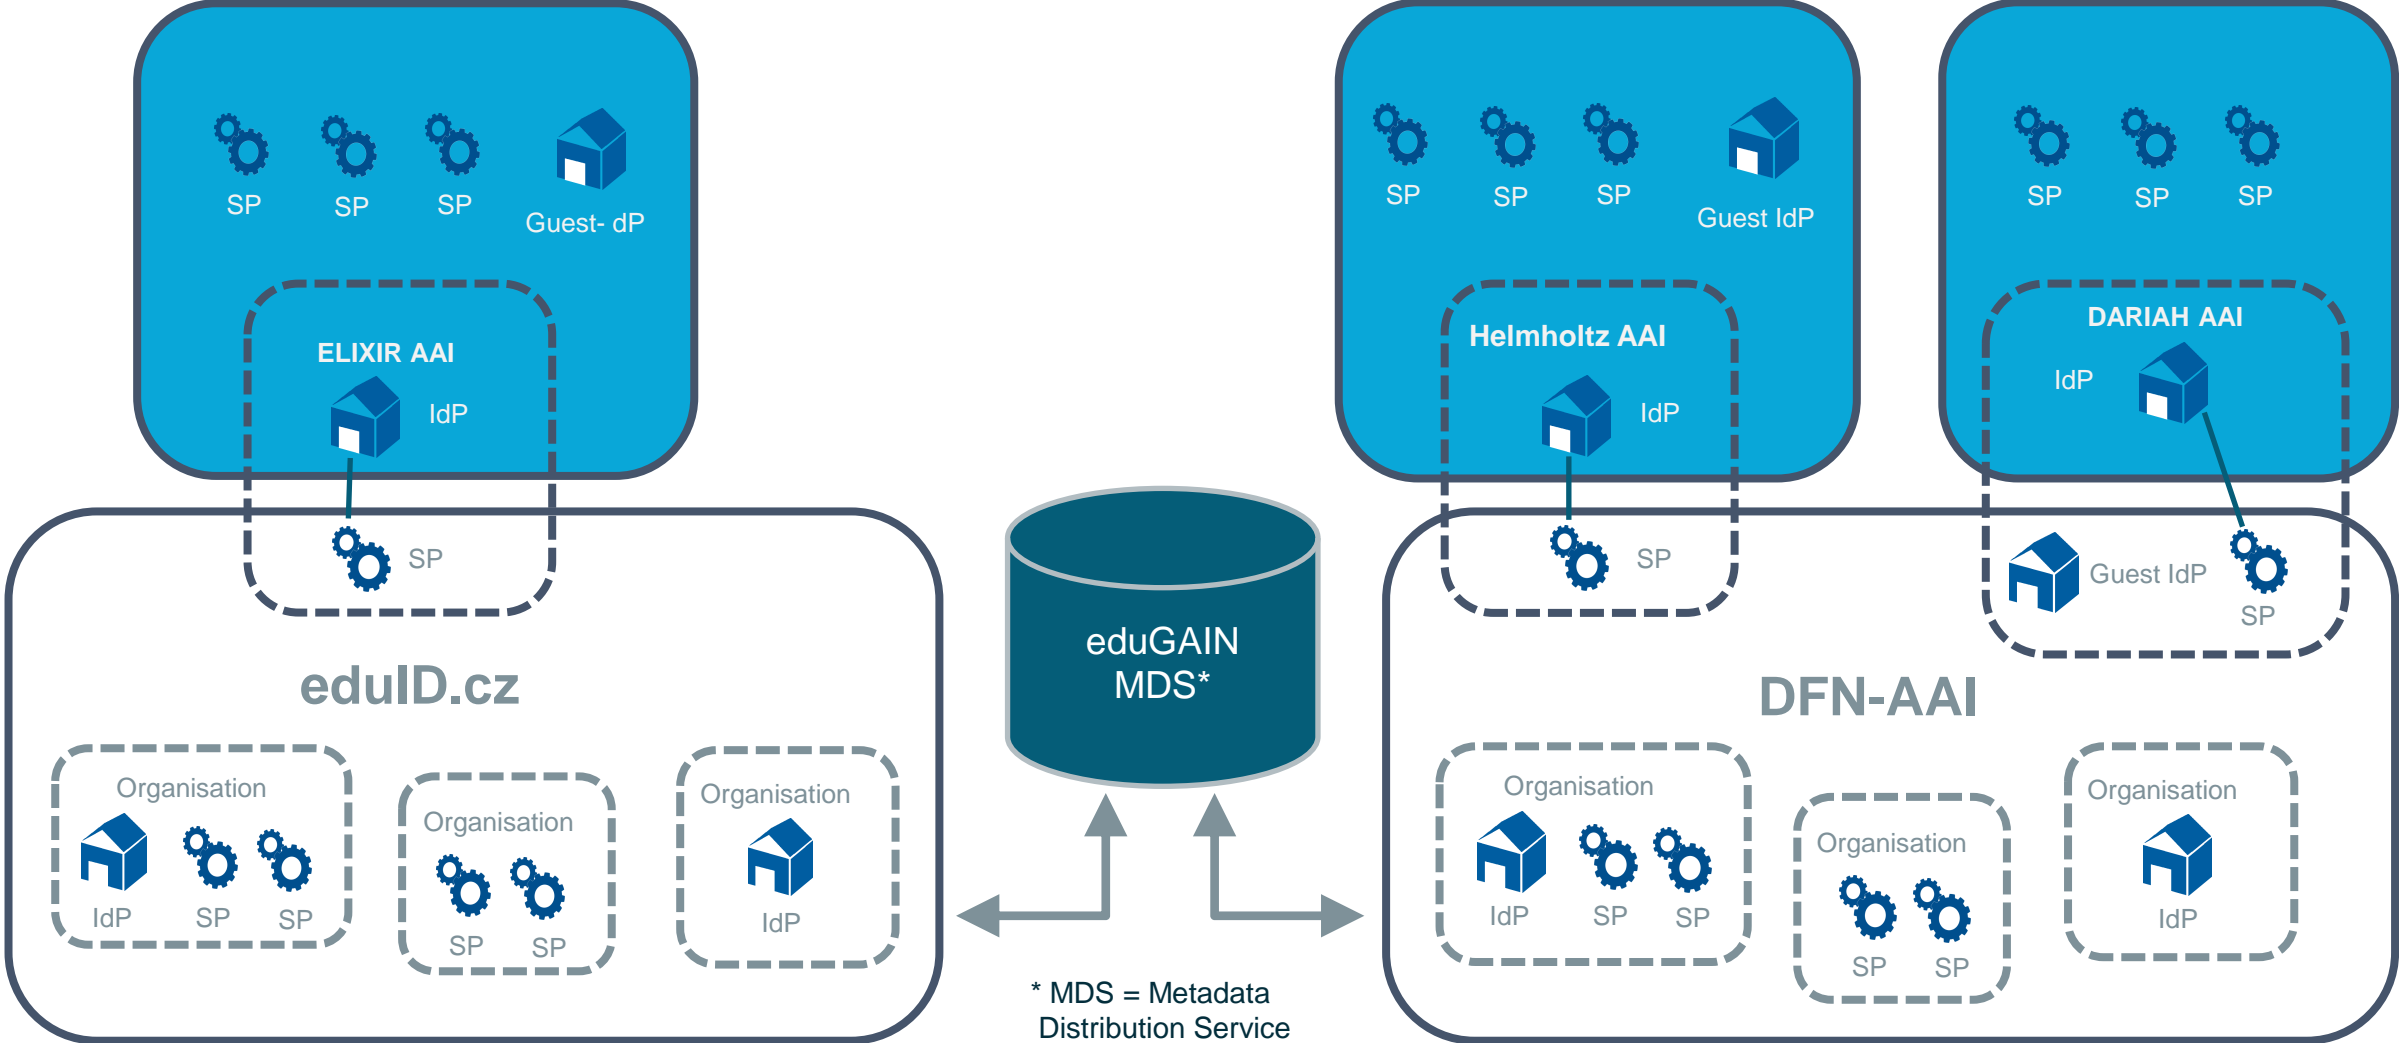 SP
SP
SP
Guest- dP
ELIXIR AAI
IdP
SP
eduID.cz
Organisation
IdP
SP
SP
Organisation
SP
SP
Organisation
IdP
eduGAIN
MDS*
* MDS = Metadata
Distribution Service
SP
SP
SP
Guest IdP
Helmholtz AAI
IdP
SP
SP
SP
SP
DARIAH AAI
IdP
Guest IdP
SP
DFN-AAI
Organisation
IdP
SP
SP
Organisation
SP
SP
Organisation
IdP